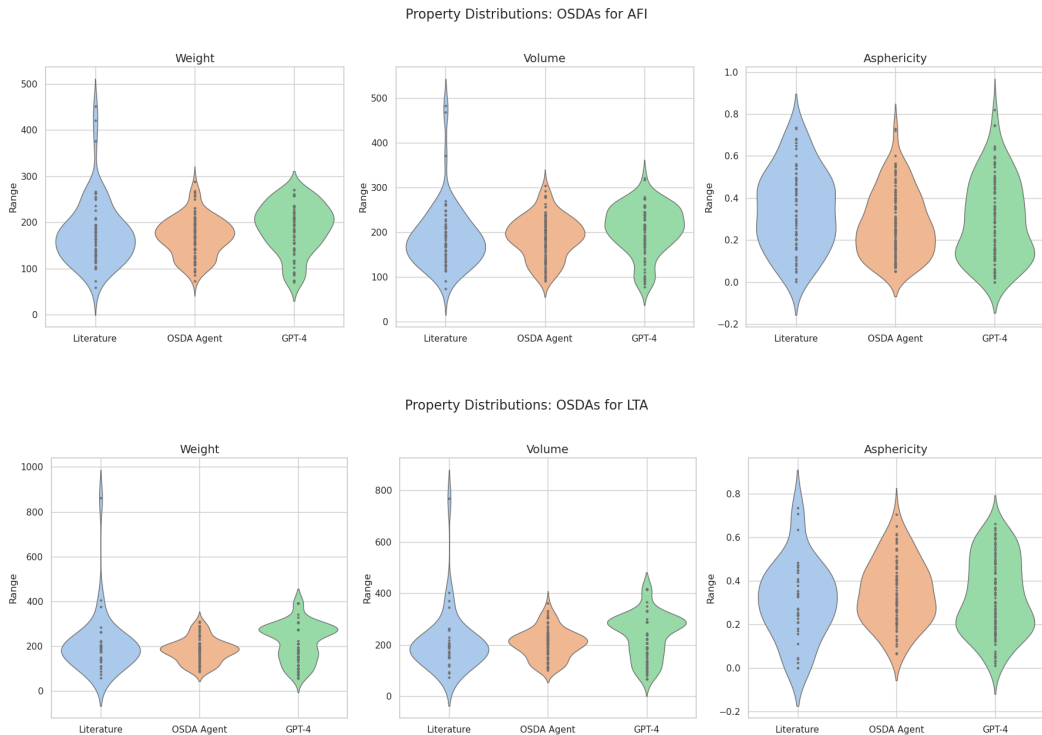 Property Distributions: OSDAs for AFI
Weight
Volume
Asphericity
Range
500
400
300
200
100
0
Literature
OSDA Agent
GPT-4
Range
500
400
300
200
100
0
Literature
OSDA Agent
GPT-4
Range
1.0
0.8
0.6
0.4
0.2
0.0
−0.2
Literature
OSDA Agent
GPT-4
Property Distributions: OSDAs for LTA
Weight
Volume
Asphericity
Range
1000
800
600
400
200
0
Literature
OSDA Agent
GPT-4
Range
800
600
400
200
0
Literature
OSDA Agent
GPT-4
Range
0.8
0.6
0.4
0.2
0.0
−0.2
Literature
OSDA Agent
GPT-4